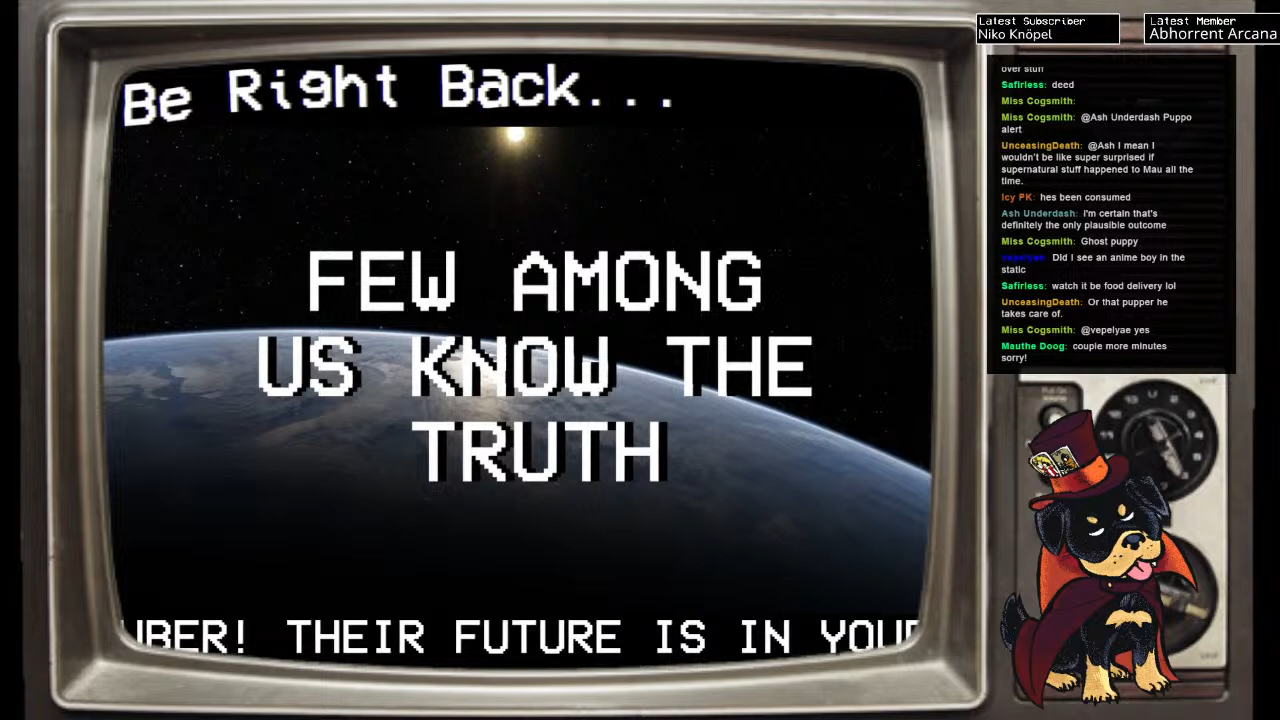 Latest Subscriber
Niko Knöpel
Latest Member
Abhorrent Arcana
Be Right Back...
FEW AMONG
US KNOW THE
TRUTH
UBER! THEIR FUTURE IS IN YOUR
over stuff
Safirless: deed
Miss Cogsmith:
Miss Cogsmith: @Ash Underdash Puppo
alert
UnceasingDeath: @Ash I mean I
wouldn't be like super surprised if
supernatural stuff happened to Mau all the
time.
Icy PK: hes been consumed
Ash Underdash: I'm certain that's
definitely the only plausible outcome
Miss Cogsmith: Ghost puppy
Did I see an anime boy in the
static
Safirless: watch it be food delivery lol
UnceasingDeath: Or that pupper he
takes care of.
Miss Cogsmith: @vepelyae yes
Mauthe Doog: couple more minutes
sorry!